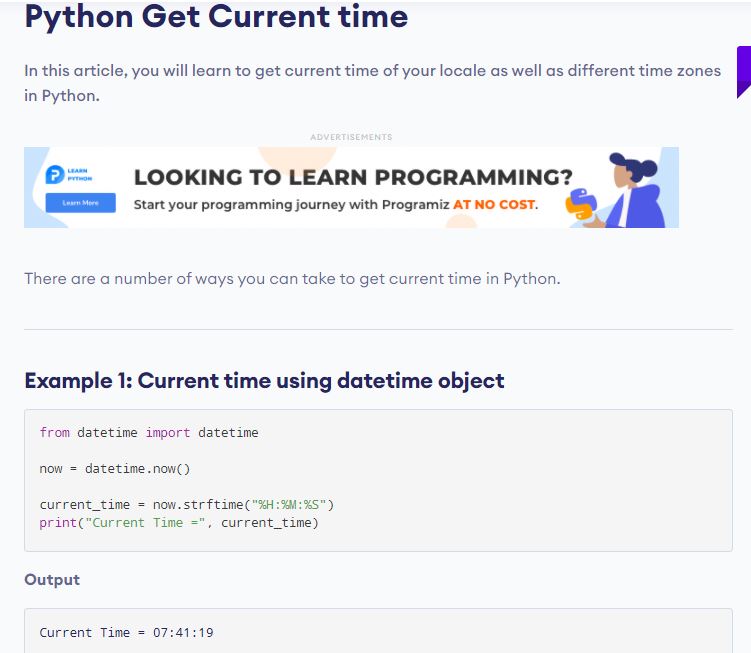 Python Get Current time
In this article, you will learn to get current time of your locale as well as different time zones
in Python.
ADVERTISEMENTS
LEARN
PYTHON
Learn More
LOOKING TO LEARN PROGRAMMING?
Start your programming journey with Programiz AT NO COST.
There are a number of ways you can take to get current time in Python.
Example 1: Current time using datetime object
from datetime import datetime
now = datetime.now()
current_time = now.strftime("%H:%M:%S")
print("Current Time =", current_time)
Output
Current Time = 07:41:19